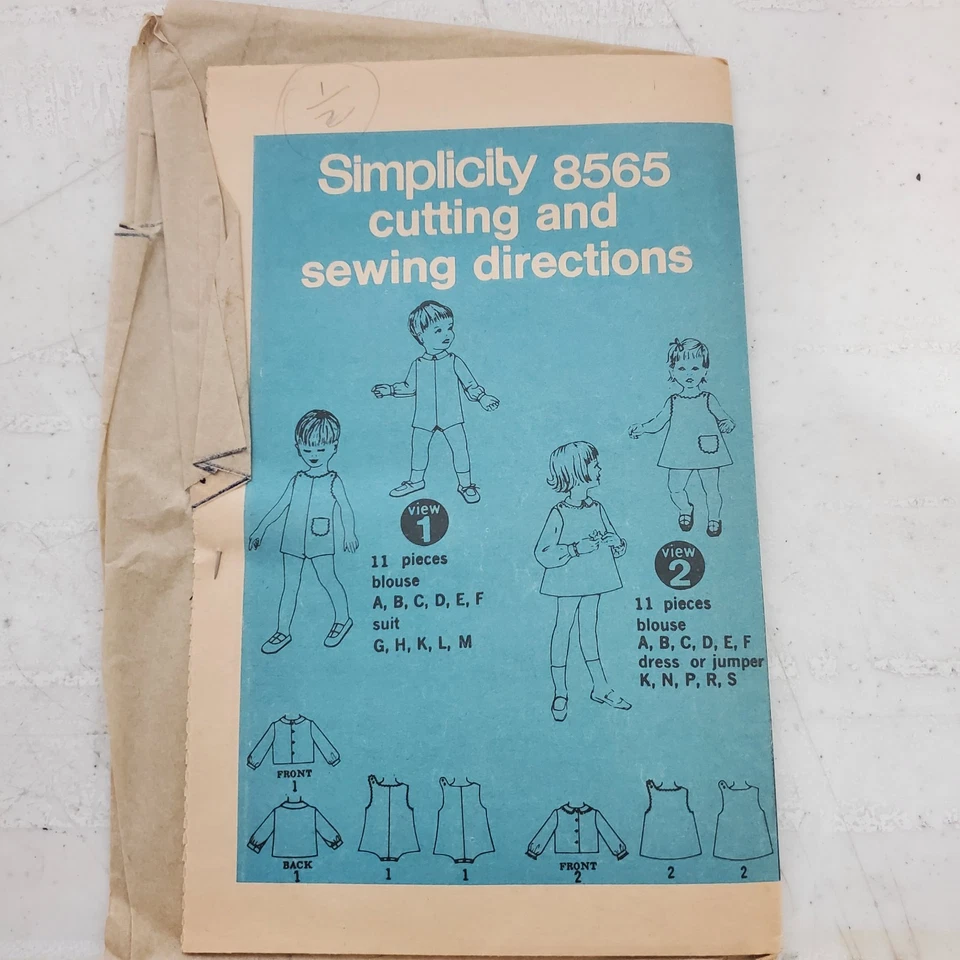 1/2
Simplicity 8565
cutting and
sewing directions
view
1
11 pieces
blouse
A, B, C, D, E, F
suit
G, H, K, L, M
view
2
11 pieces
blouse
A, B, C, D, E, F
dress or jumper
K, N, P, R, S
FRONT
1
BACK
1
1
1
FRONT
2
2
2